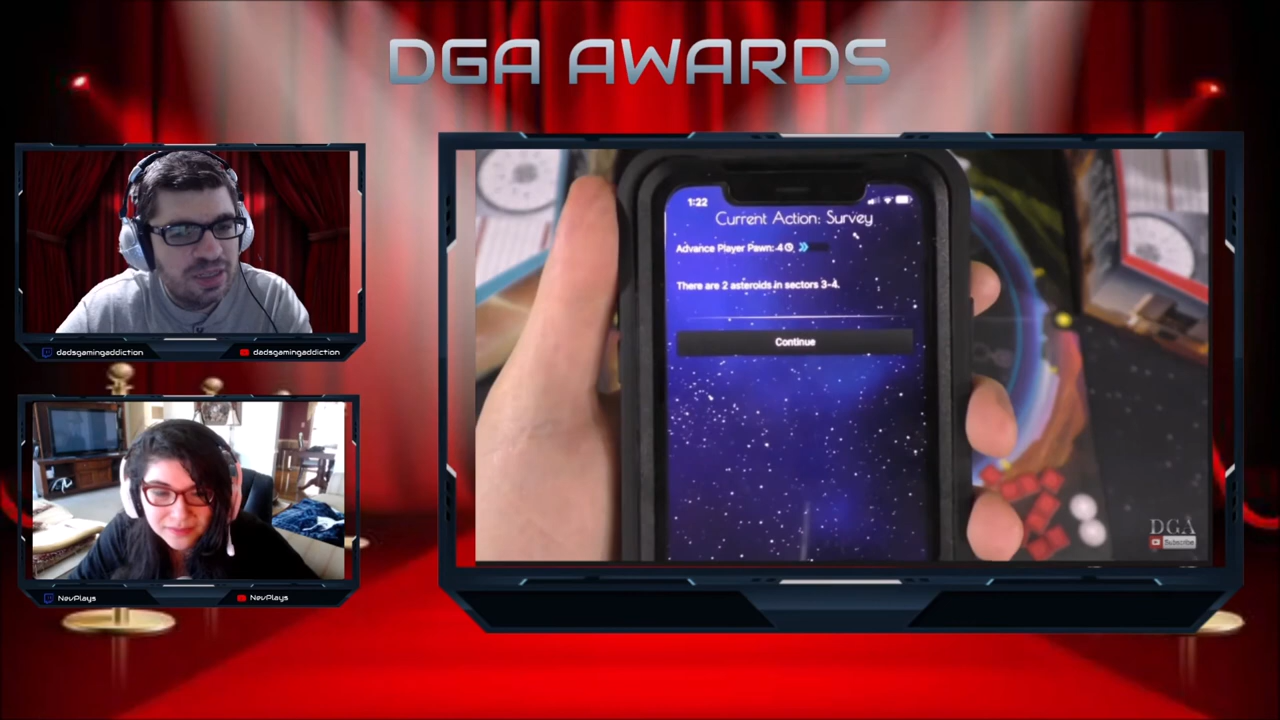 DGA AWARDS
dadsgamingaddiction
dadsgamingaddiction
NevPlays
NevPlays
1:22
Current Action: Survey
Advance Player Pawn: 4
There are 2 asteroids in sectors 3-4.
Continue
DGA
Subscribe